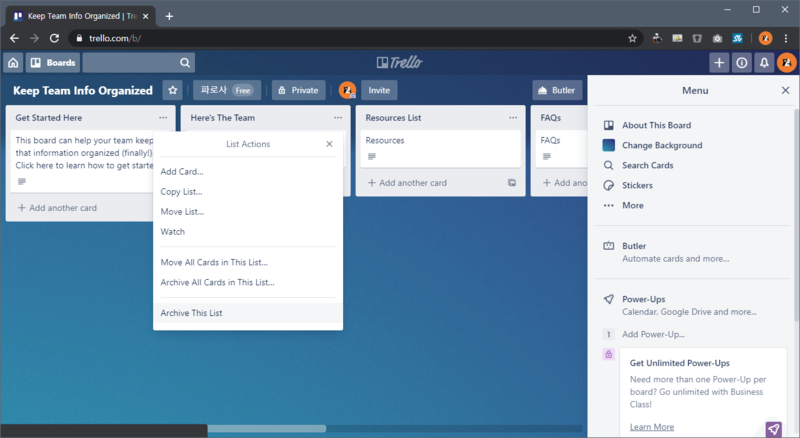 Keep Team Info Organized | Tre
trello.com/b/
Boards
Trello
Keep Team Info Organized
파로사 Free
Private
Invite
Butler
Get Started Here
This board can help your team keep
that information organized (finally!).
Click here to learn how to get starte
+ Add another card
Here's The Team
List Actions
Add Card...
Copy List...
Move List...
Watch
Move All Cards in This List...
Archive All Cards in This List...
Archive This List
Resources List
Resources
+ Add another card
FAQs
FAQs
+ Add anoth
Menu
About This Board
Change Background
Search Cards
Stickers
More
Butler
Automate cards and more...
Power-Ups
Calendar, Google Drive and more...
1 Add Power-Up...
Get Unlimited Power-Ups
Need more than one Power-Up per
board? Go unlimited with Business
Class!
Learn More